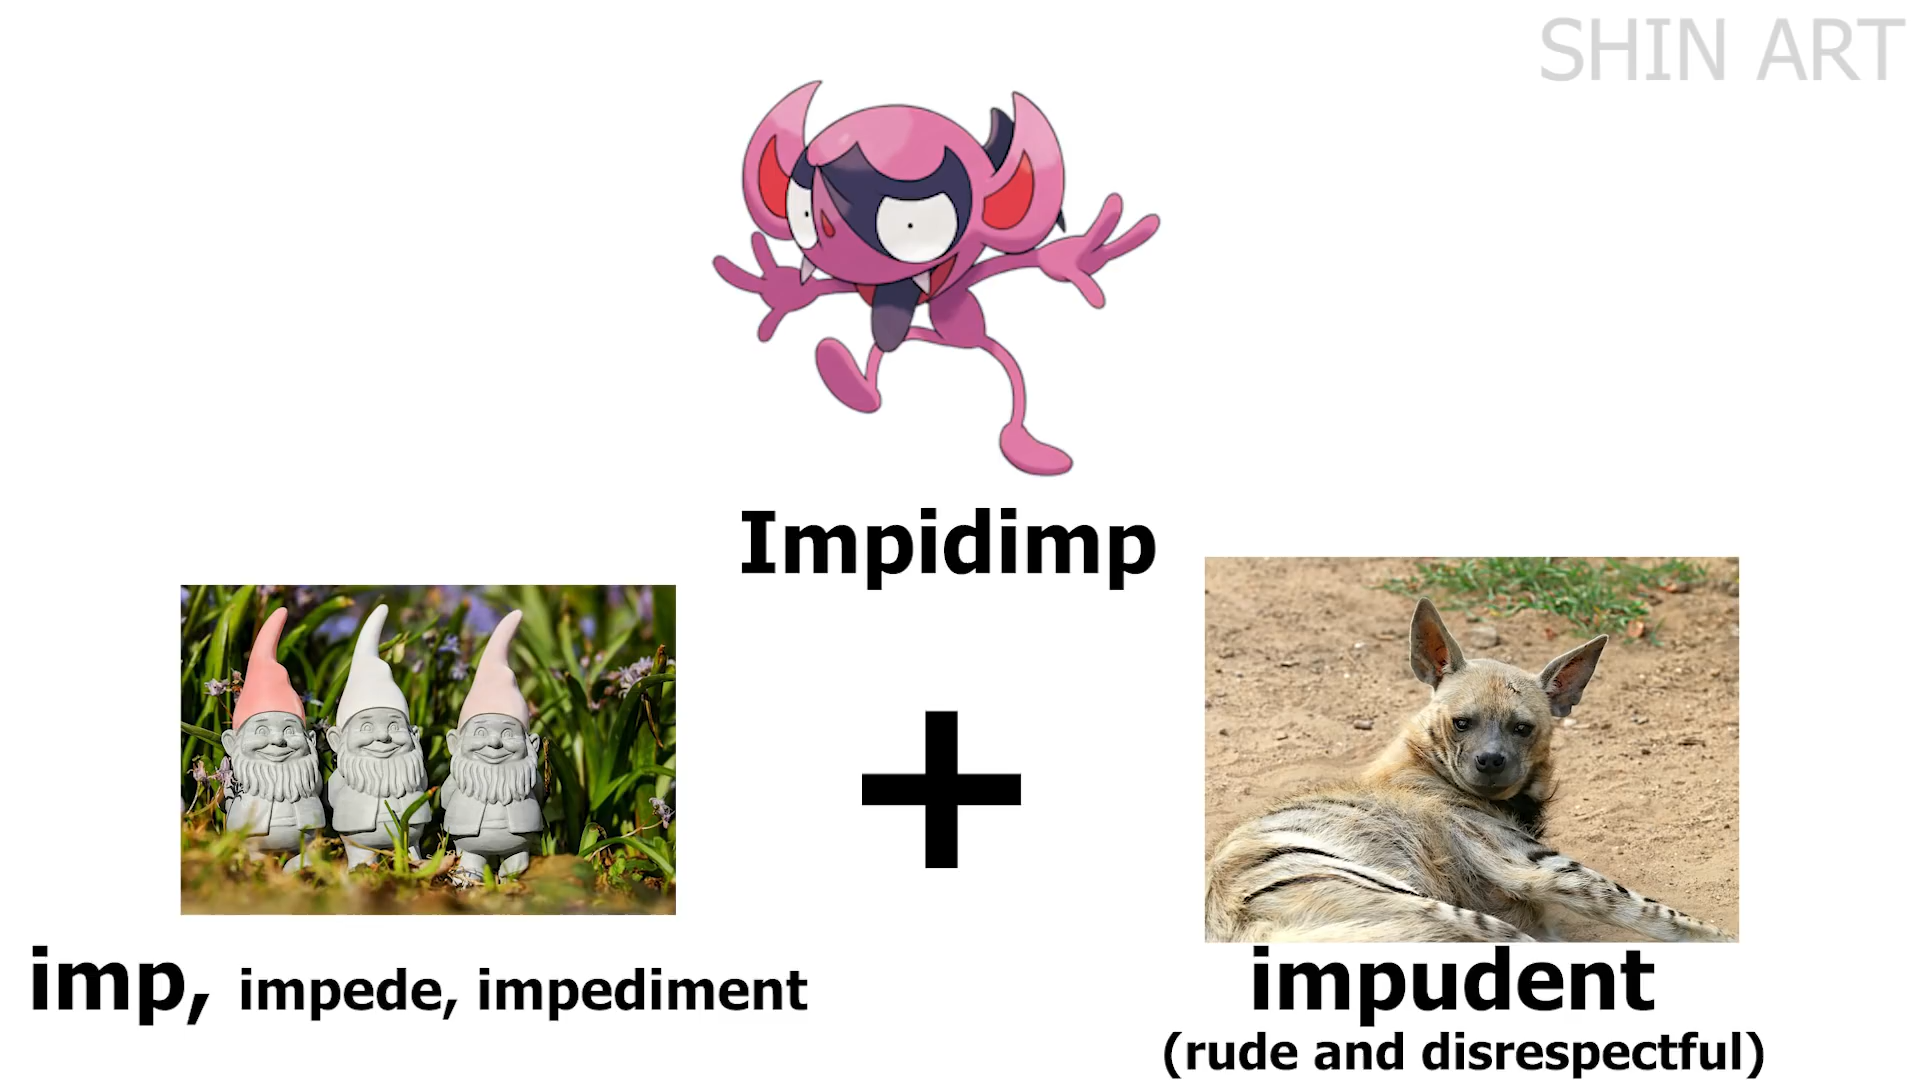 SHIN ART
Impidimp
imp, impede, impediment
impudent
(rude and disrespectful)